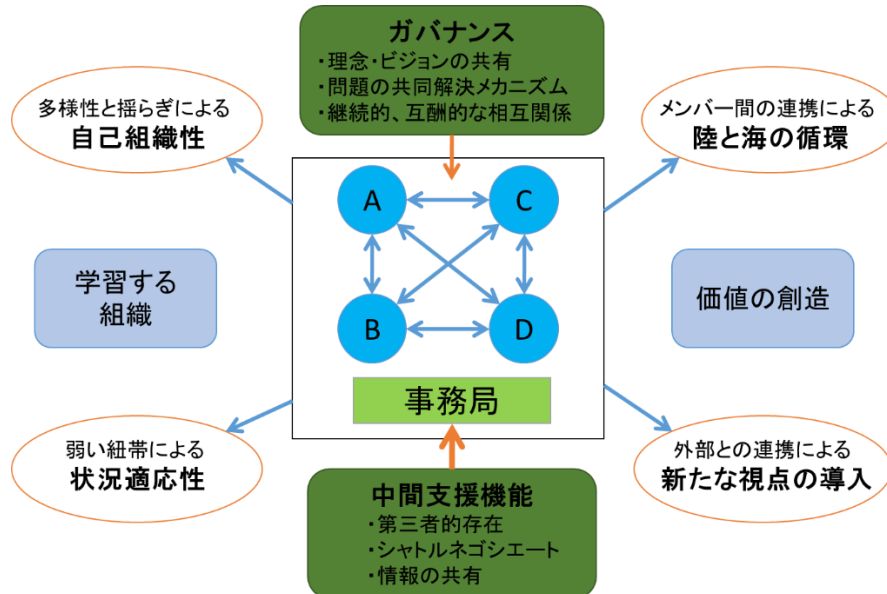 ガバナンス
・理念・ビジョンの共有
・問題の共同解決メカニズム
・継続的、互酬的な相互関係
多様性と揺らぎによる
自己組織性
メンバー間の連携による
陸と海の循環
A
C
B
D
学習する
組織
価値の創造
事務局
弱い紐帯による
状況適応性
外部との連携による
新たな視点の導入
中間支援機能
・第三者的存在
・シャトルネゴシエート
・情報の共有